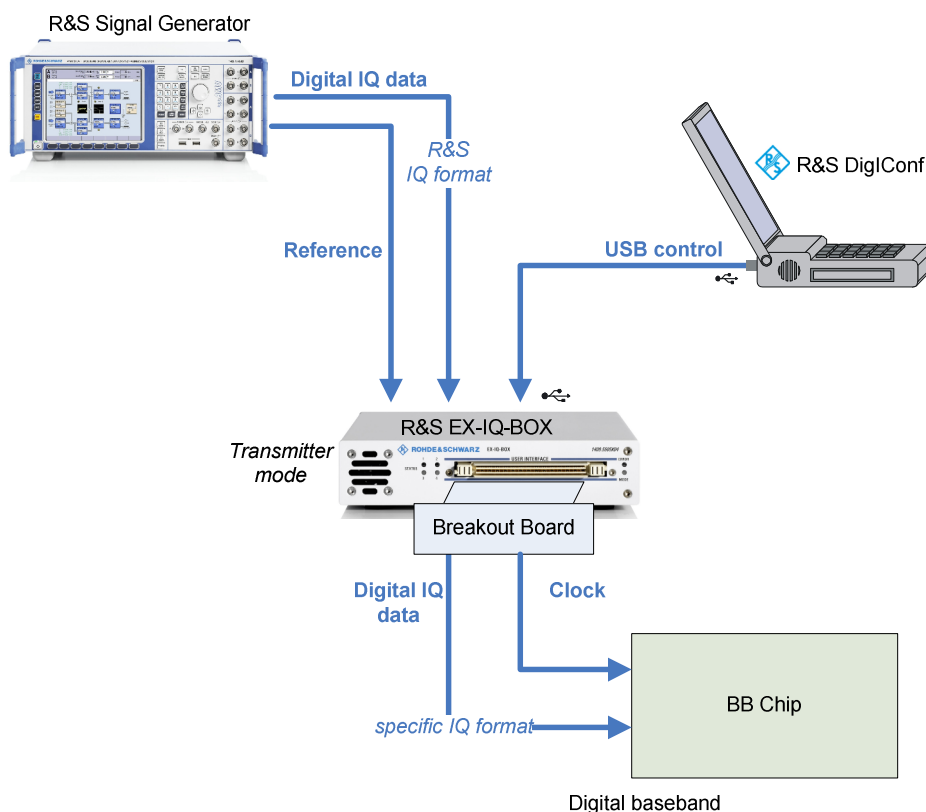 R&S Signal Generator
Digital IQ data
R&S
IQ format
R&S DigIConf
Reference
USB control
R&S EX-IQ-BOX
Transmitter
mode
ROHDE&SCHWARZ EX-IQ-BOX
USER INTERFACE
STATUS
Breakout Board
Digital IQ
data
Clock
BB Chip
specific IQ format
Digital baseband